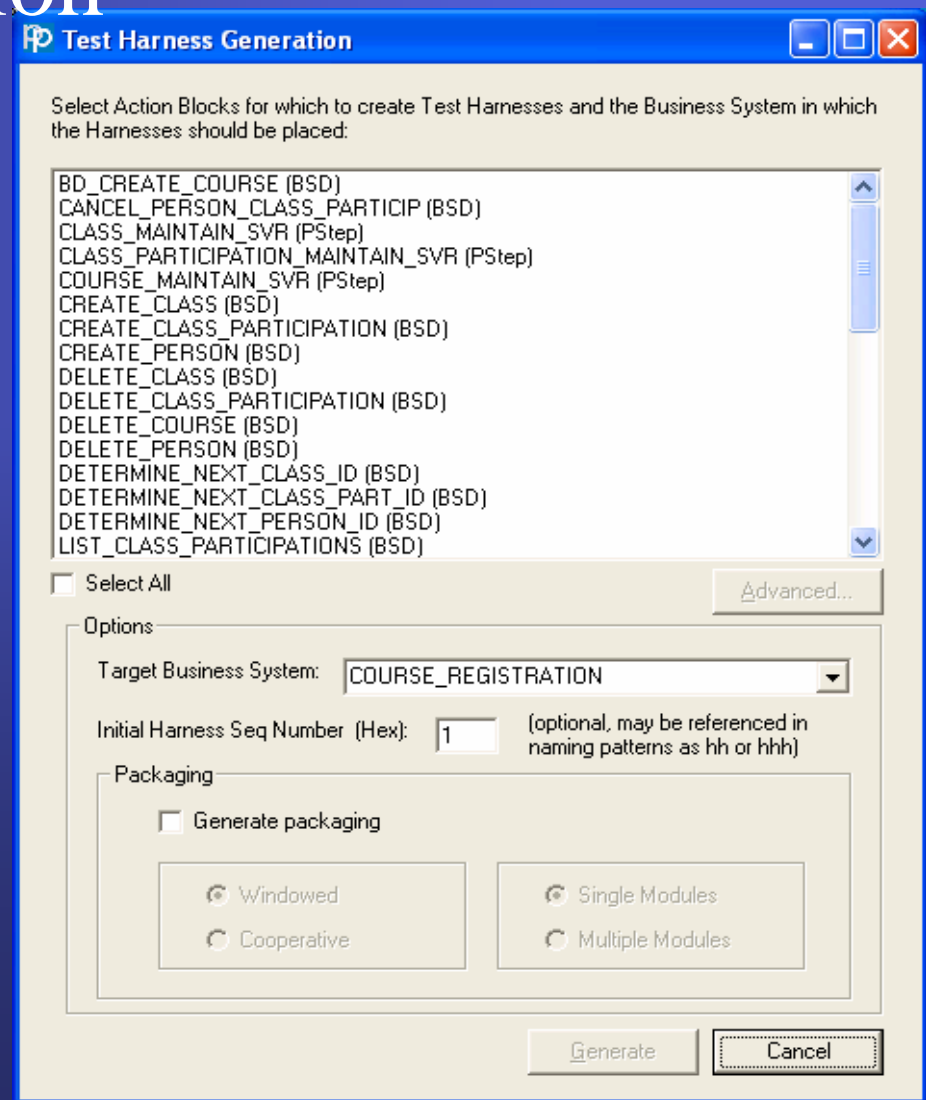 Test Harness Generation
Select Action Blocks for which to create Test Harnesses and the Business System in which
the Harnesses should be placed:
BD_CREATE_COURSE (BSD)
CANCEL_PERSON_CLASS_PARTICIP (BSD)
CLASS_MAINTAIN_SVR (PStep)
CLASS_PARTICIPATION_MAINTAIN_SVR (PStep)
COURSE_MAINTAIN_SVR (PStep)
CREATE_CLASS (BSD)
CREATE_CLASS_PARTICIPATION (BSD)
CREATE_PERSON (BSD)
DELETE_CLASS (BSD)
DELETE_CLASS_PARTICIPATION (BSD)
DELETE_COURSE (BSD)
DELETE_PERSON (BSD)
DETERMINE_NEXT_CLASS_ID (BSD)
DETERMINE_NEXT_CLASS_PART_ID (BSD)
DETERMINE_NEXT_PERSON_ID (BSD)
LIST_CLASS_PARTICIPATIONS (BSD)
Select All
Advanced...
Options
Target Business System: COURSE_REGISTRATION
Initial Harness Seq Number (Hex): 1 (optional, may be referenced in
naming patterns as hh or hhh)
Packaging
Generate packaging
Windowed Single Modules
Cooperative Multiple Modules
Generate Cancel